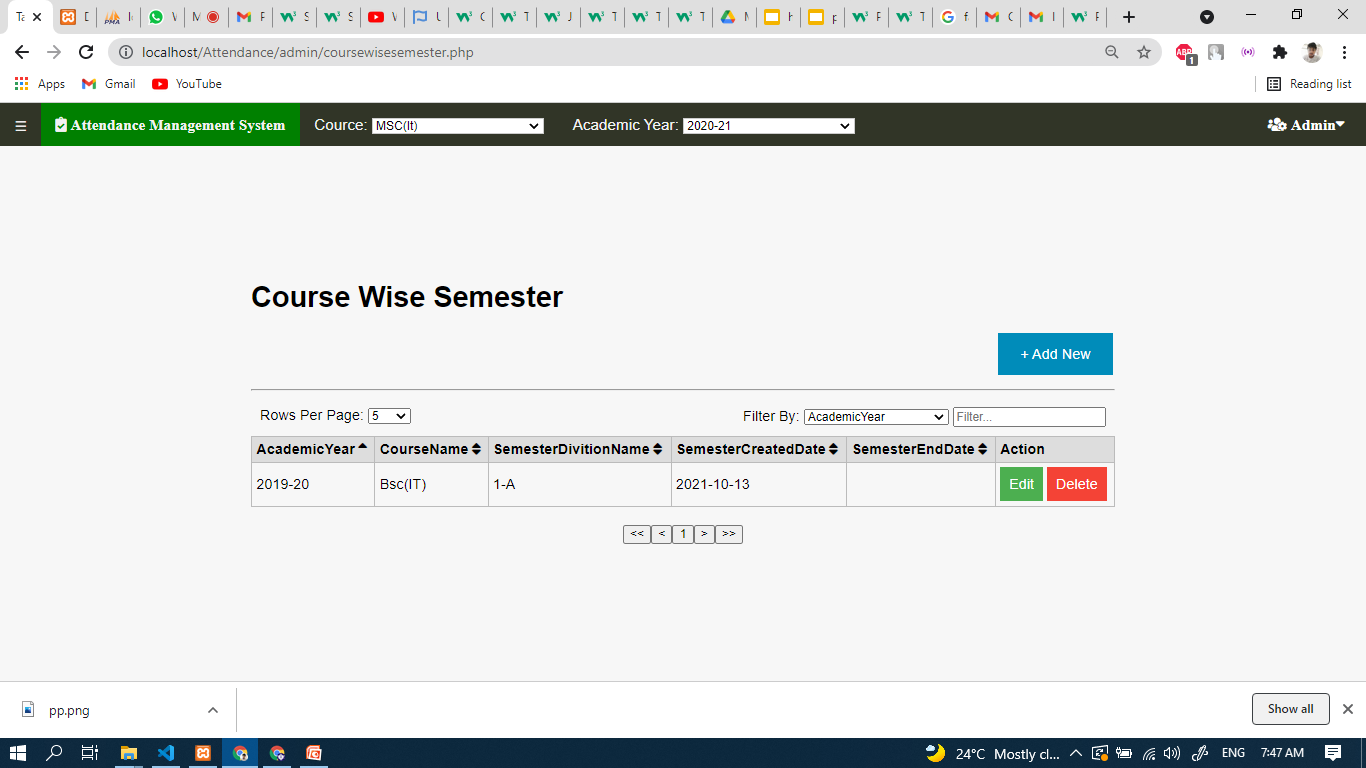 localhost/Attendance/admin/coursewisesemester.php
Apps Gmail YouTube Reading list
☰ Attendance Management System Cource: MSC(It) Academic Year: 2020-21 Admin
Course Wise Semester
+ Add New
Rows Per Page: 5 Filter By: AcademicYear Filter...
AcademicYear CourseName SemesterDivitionName SemesterCreatedDate SemesterEndDate Action
2019-20 Bsc(IT) 1-A 2021-10-13 Edit Delete
<< < 1 > >>
pp.png Show all
24°C Mostly cl... ENG 7:47 AM